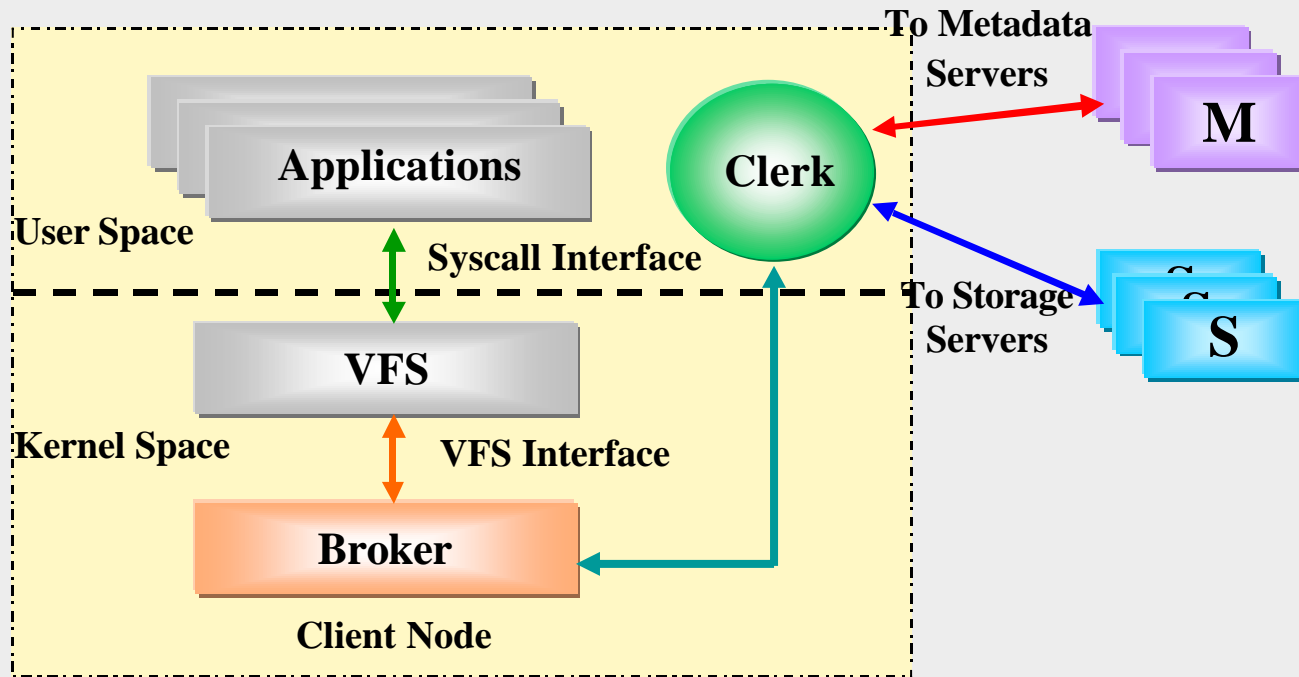 To Metadata
Servers
M
Applications
Clerk
User Space
Syscall Interface
To Storage
Servers
S
VFS
Kernel Space
VFS Interface
Broker
Client Node